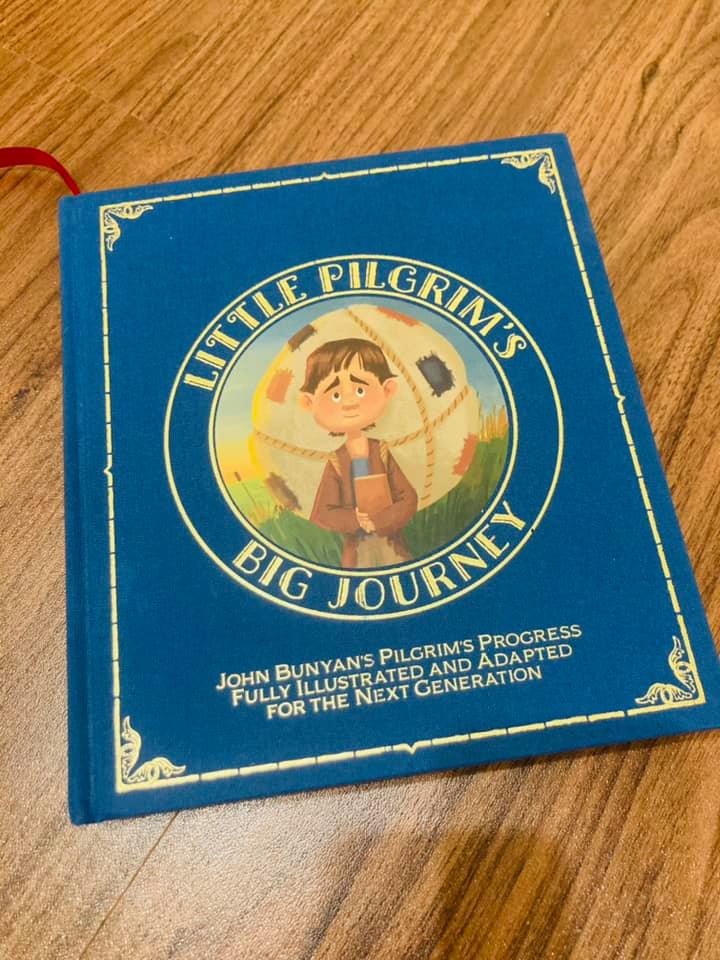 LITTLE PILGRIM'S
BIG JOURNEY
JOHN BUNYAN'S PILGRIM'S PROGRESS
FULLY ILLUSTRATED AND ADAPTED
FOR THE NEXT GENERATION